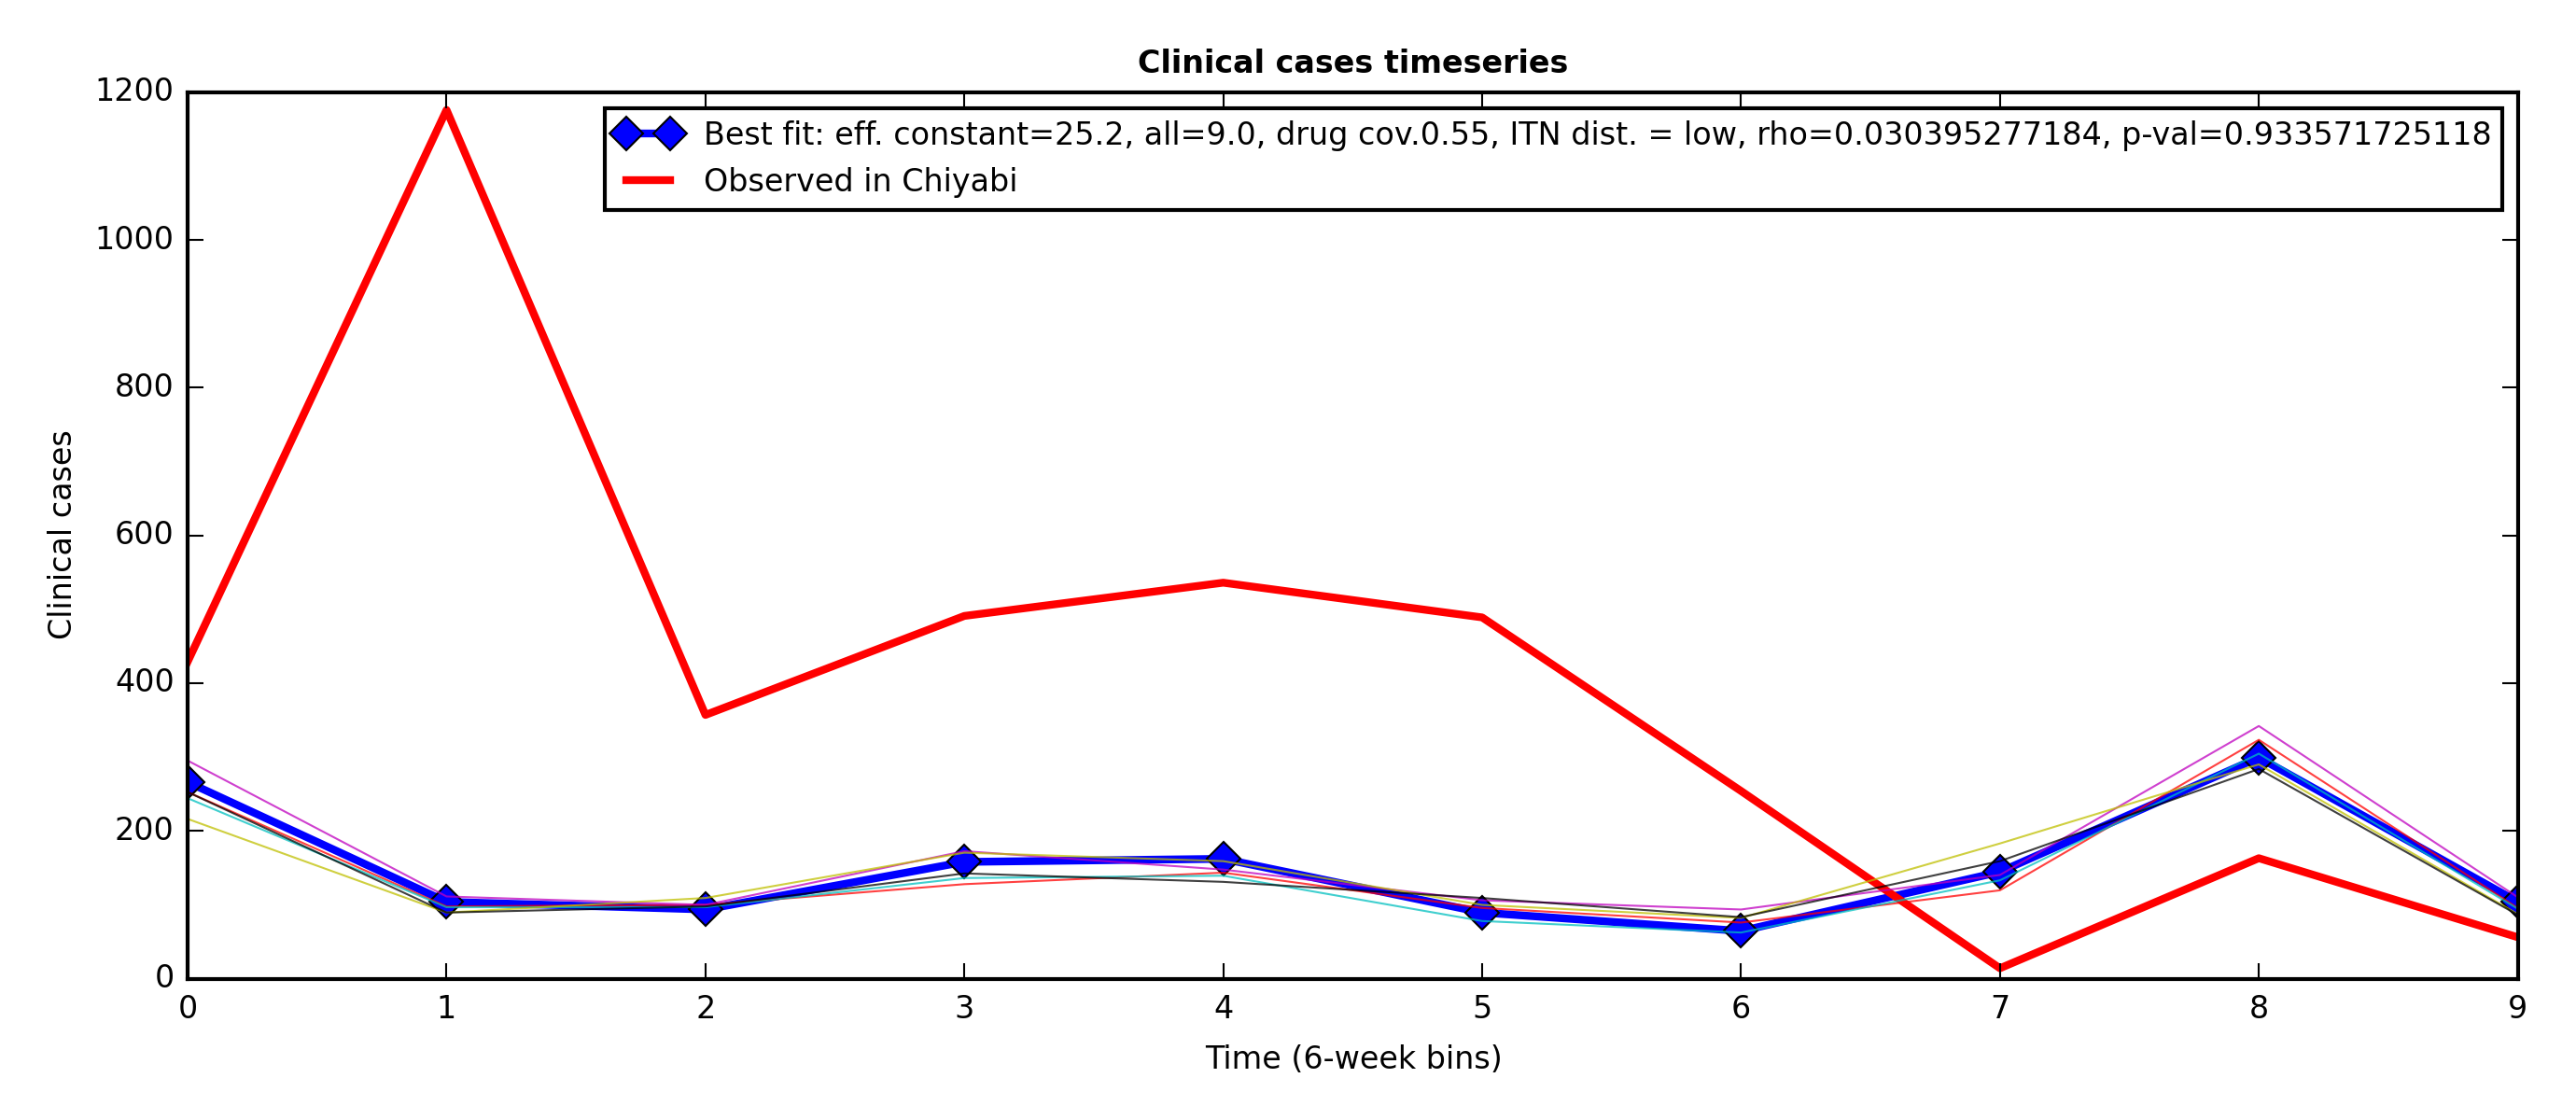 Clinical cases timeseries
1200
1000
800
600
400
200
0
Clinical cases
Best fit: eff. constant=25.2, all=9.0, drug cov.0.55, ITN dist. = low, rho=0.030395277184, p-val=0.933571725118
Observed in Chiyabi
0 1 2 3 4 5 6 7 8 9
Time (6-week bins)